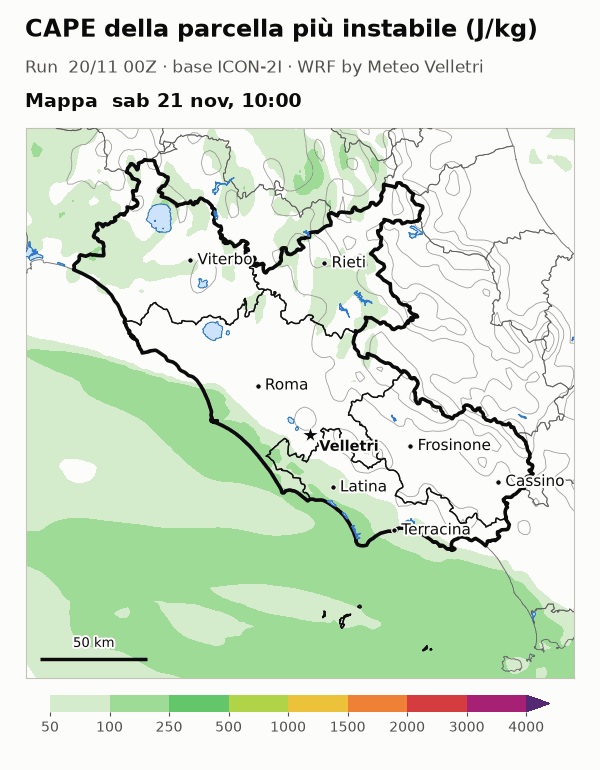 CAPE della parcella più instabile (J/kg)
Run  20/11 00Z · base ICON-2I · WRF by Meteo Velletri
Mappa  sab 21 nov, 10:00
Viterbo
Rieti
Roma
Velletri
Frosinone
Cassino
Latina
Terracina
50 km
50 100 250 500 1000 1500 2000 3000 4000